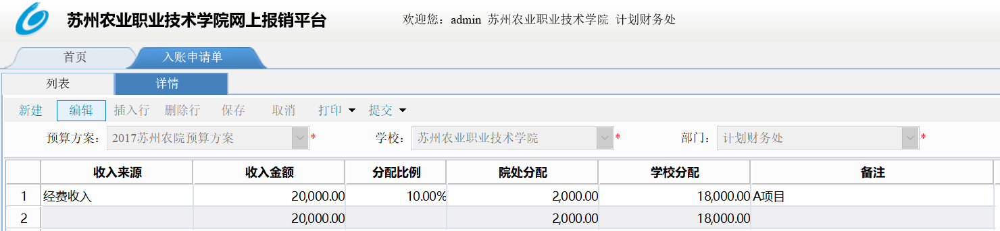 苏州农业职业技术学院网上报销平台 欢迎您：admin 苏州农业职业技术学院 计划财务处
首页 入账申请单
列表 详情
新建 编辑 插入行 删除行 保存 取消 打印 提交
预算方案： 2017苏州农院预算方案 * 学校： 苏州农业职业技术学院 * 部门： 计划财务处 *
收入来源 收入金额 分配比例 院处分配 学校分配 备注
1 经费收入 20,000.00 10.00% 2,000.00 18,000.00 A项目
2 20,000.00 2,000.00 18,000.00